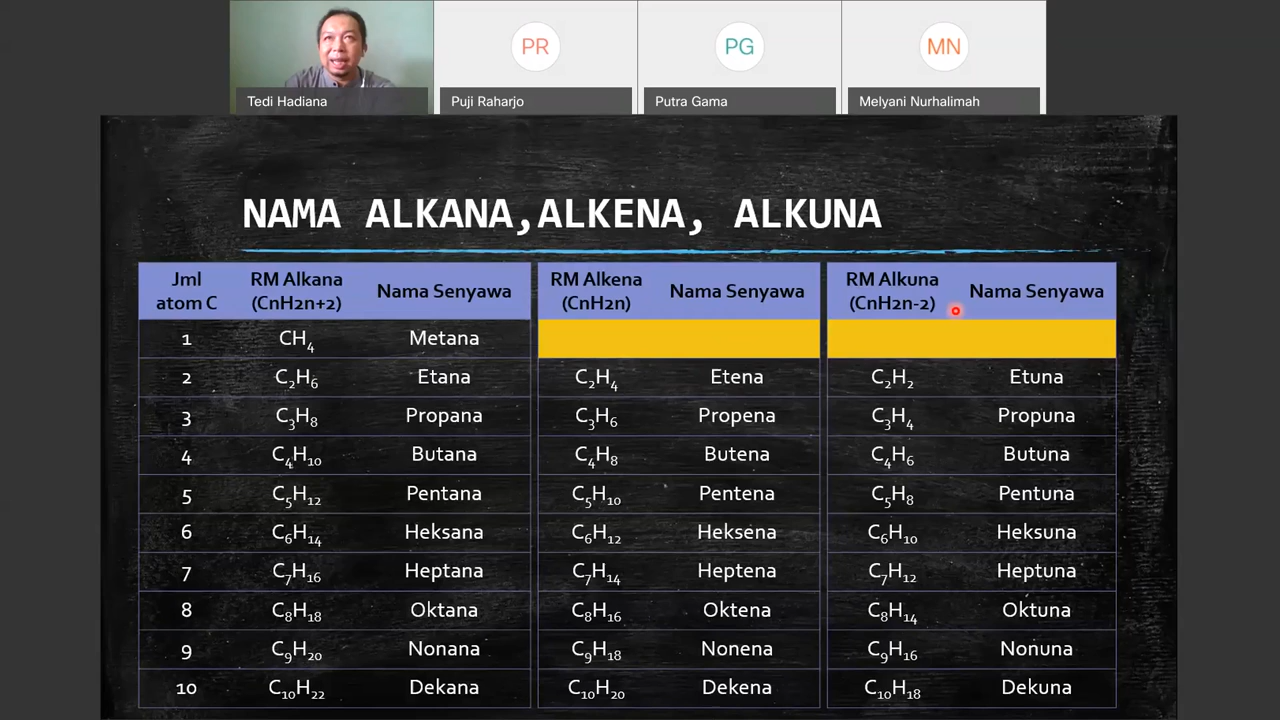 PR PG MN
Tedi Hadiana Puji Raharjo Putra Gama Melyani Nurhalimah
NAMA ALKANA,ALKENA, ALKUNA
Jml atom C RM Alkana (CnH2n+2) Nama Senyawa RM Alkena (CnH2n) Nama Senyawa RM Alkuna (CnH2n-2) Nama Senyawa
1 CH₄ Metana
2 C₂H₆ Etana C₂H₄ Etena C₂H₂ Etuna
3 C₃H₈ Propana C₃H₆ Propena C₃H₄ Propuna
4 C₄H₁₀ Butana C₄H₈ Butena C₄H₆ Butuna
5 C₅H₁₂ Pentana C₅H₁₀ Pentena C₅H₈ Pentuna
6 C₆H₁₄ Heksana C₆H₁₂ Heksena C₆H₁₀ Heksuna
7 C₇H₁₆ Heptana C₇H₁₄ Heptena C₇H₁₂ Heptuna
8 C₈H₁₈ Oktana C₈H₁₆ Oktena C₈H₁₄ Oktuna
9 C₉H₂₀ Nonana C₉H₁₈ Nonena C₉H₁₆ Nonuna
10 C₁₀H₂₂ Dekana C₁₀H₂₀ Dekena C₁₀H₁₈ Dekuna